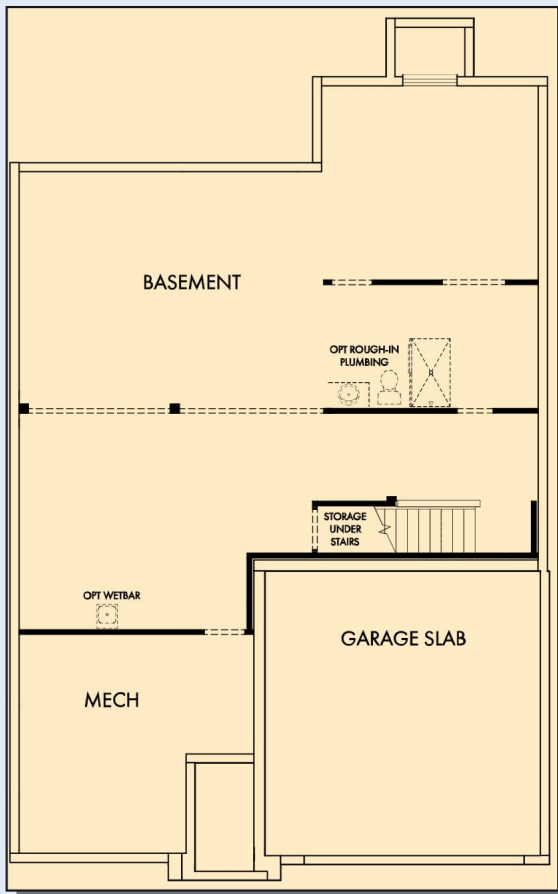 BASEMENT
OPT ROUGH-IN
PLUMBING
STORAGE
UNDER
STAIRS
OPT WETBAR
GARAGE SLAB
MECH